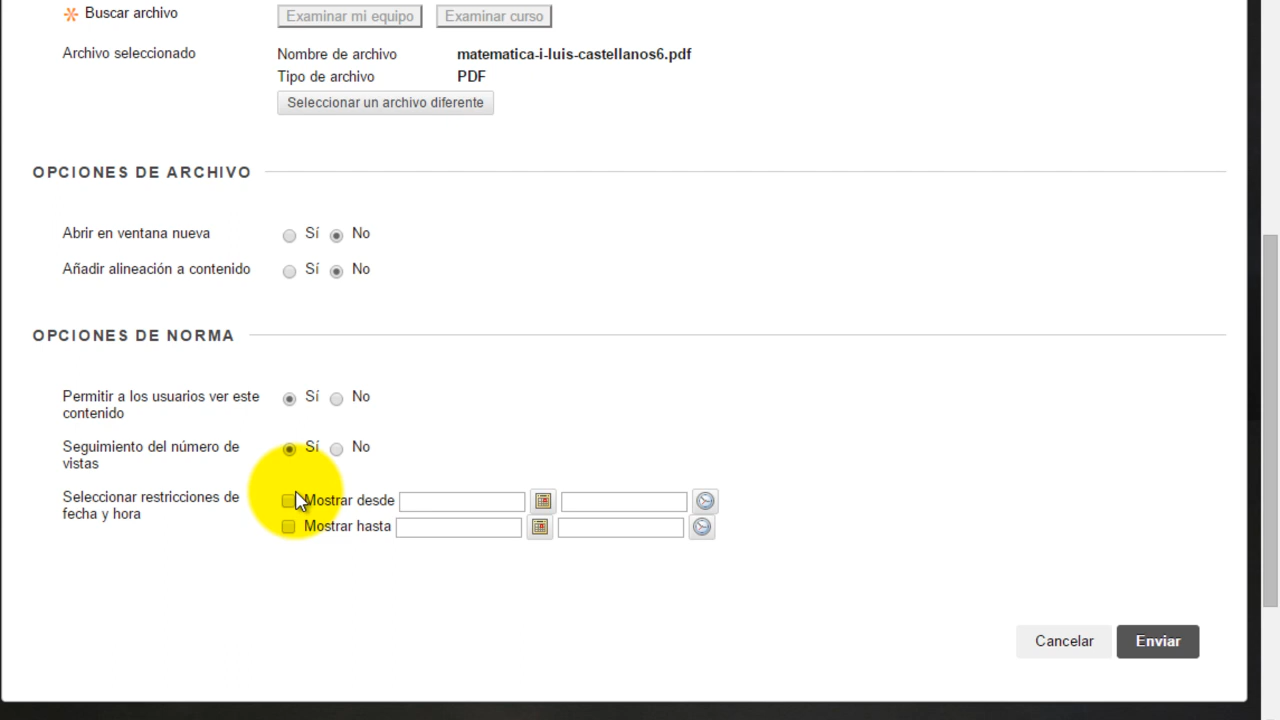 Buscar archivo
Examinar mi equipo
Examinar curso
Archivo seleccionado
Nombre de archivo
matematica-i-luis-castellanos6.pdf
Tipo de archivo
PDF
Seleccionar un archivo diferente
OPCIONES DE ARCHIVO
Abrir en ventana nueva
Sí
No
Añadir alineación a contenido
Sí
No
OPCIONES DE NORMA
Permitir a los usuarios ver este
contenido
Sí
No
Seguimiento del número de
vistas
Sí
No
Seleccionar restricciones de
fecha y hora
Mostrar desde
Mostrar hasta
Cancelar
Enviar